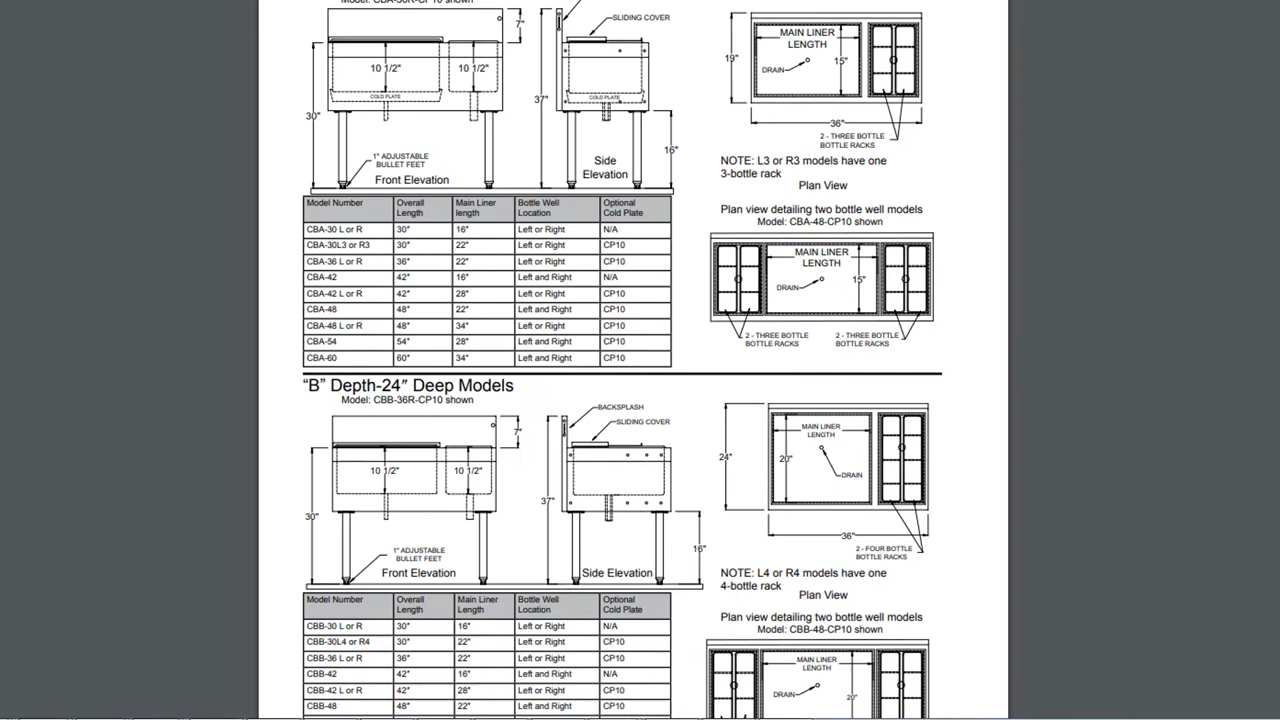 Model: CBA-36R-CP10 shown
7"
SLIDING COVER
10 1/2"
10 1/2"
COLD PLATE
COLD PLATE
30"
37"
16"
1" ADJUSTABLE
BULLET FEET
Front Elevation
Side
Elevation
MAIN LINER
LENGTH
19"
15"
DRAIN
36"
2 - THREE BOTTLE
BOTTLE RACKS
NOTE: L3 or R3 models have one
3-bottle rack
Plan View
Model Number Overall Length Main Liner length Bottle Well Location Optional Cold Plate
CBA-30 L or R 30" 16" Left or Right N/A
CBA-30L3 or R3 30" 22" Left or Right CP10
CBA-36 L or R 36" 22" Left or Right CP10
CBA-42 42" 16" Left and Right N/A
CBA-42 L or R 42" 28" Left or Right CP10
CBA-48 48" 22" Left and Right CP10
CBA-48 L or R 48" 34" Left or Right CP10
CBA-54 54" 28" Left and Right CP10
CBA-60 60" 34" Left and Right CP10
Plan view detailing two bottle well models
Model: CBA-48-CP10 shown
MAIN LINER
LENGTH
15"
DRAIN
2 - THREE BOTTLE
BOTTLE RACKS
2 - THREE BOTTLE
BOTTLE RACKS
“B” Depth-24″ Deep Models
Model: CBB-36R-CP10 shown
7"
BACKSPLASH
SLIDING COVER
10 1/2"
10 1/2"
30"
37"
16"
1" ADJUSTABLE
BULLET FEET
Front Elevation
Side Elevation
MAIN LINER
LENGTH
24"
20"
DRAIN
36"
2 - FOUR BOTTLE
BOTTLE RACKS
NOTE: L4 or R4 models have one
4-bottle rack
Plan View
Model Number Overall Length Main Liner Length Bottle Well Location Optional Cold Plate
CBB-30 L or R 30" 16" Left or Right N/A
CBB-30L4 or R4 30" 22" Left or Right CP10
CBB-36 L or R 36" 22" Left or Right CP10
CBB-42 42" 16" Left and Right N/A
CBB-42 L or R 42" 28" Left or Right CP10
CBB-48 48" 22" Left and Right CP10
Plan view detailing two bottle well models
Model: CBB-48-CP10 shown
MAIN LINER
LENGTH
20"
DRAIN